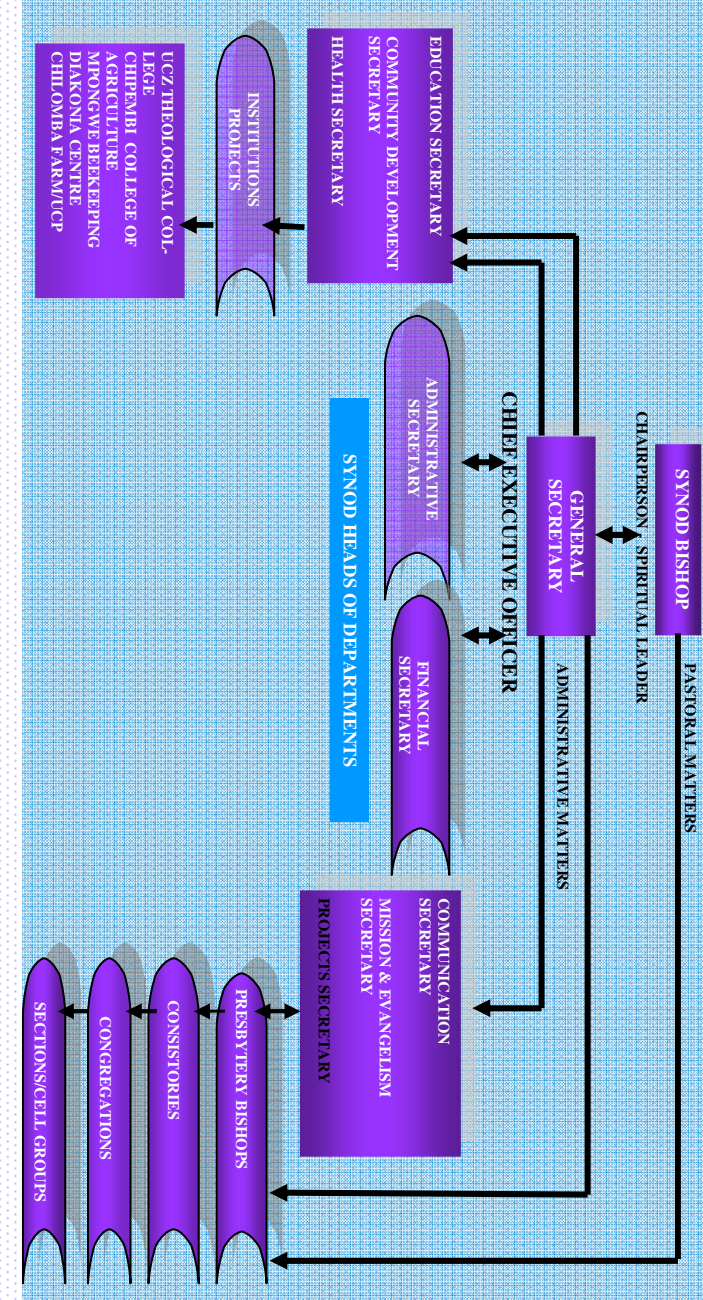 SYNOD BISHOP
PASTORAL MATTERS
CHAIRPERSON, SPIRITUAL LEADER
GENERAL
SECRETARY
ADMINISTRATIVE MATTERS
CHIEF EXECUTIVE OFFICER
EDUCATION SECRETARY
COMMUNITY DEVELOPMENT
SECRETARY
HEALTH SECRETARY
ADMINISTRATIVE
SECRETARY
FINANCIAL
SECRETARY
COMMUNICATION
SECRETARY
MISSION & EVANGELISM
SECRETARY
PROJECTS SECRETARY
SYNOD HEADS OF DEPARTMENTS
INSTITUTIONS
PROJECTS
PRESBYTERY BISHOPS
UCZ THEOLOGICAL COL-
LEGE
CHIPEMBI COLLEGE OF
AGRICULTURE
MPONGWE BEEKEEPING
DIAKONIA CENTRE
CHILOMBA FARM/UCP
CONSISTORIES
CONGREGATIONS
SECTIONS/CELL GROUPS